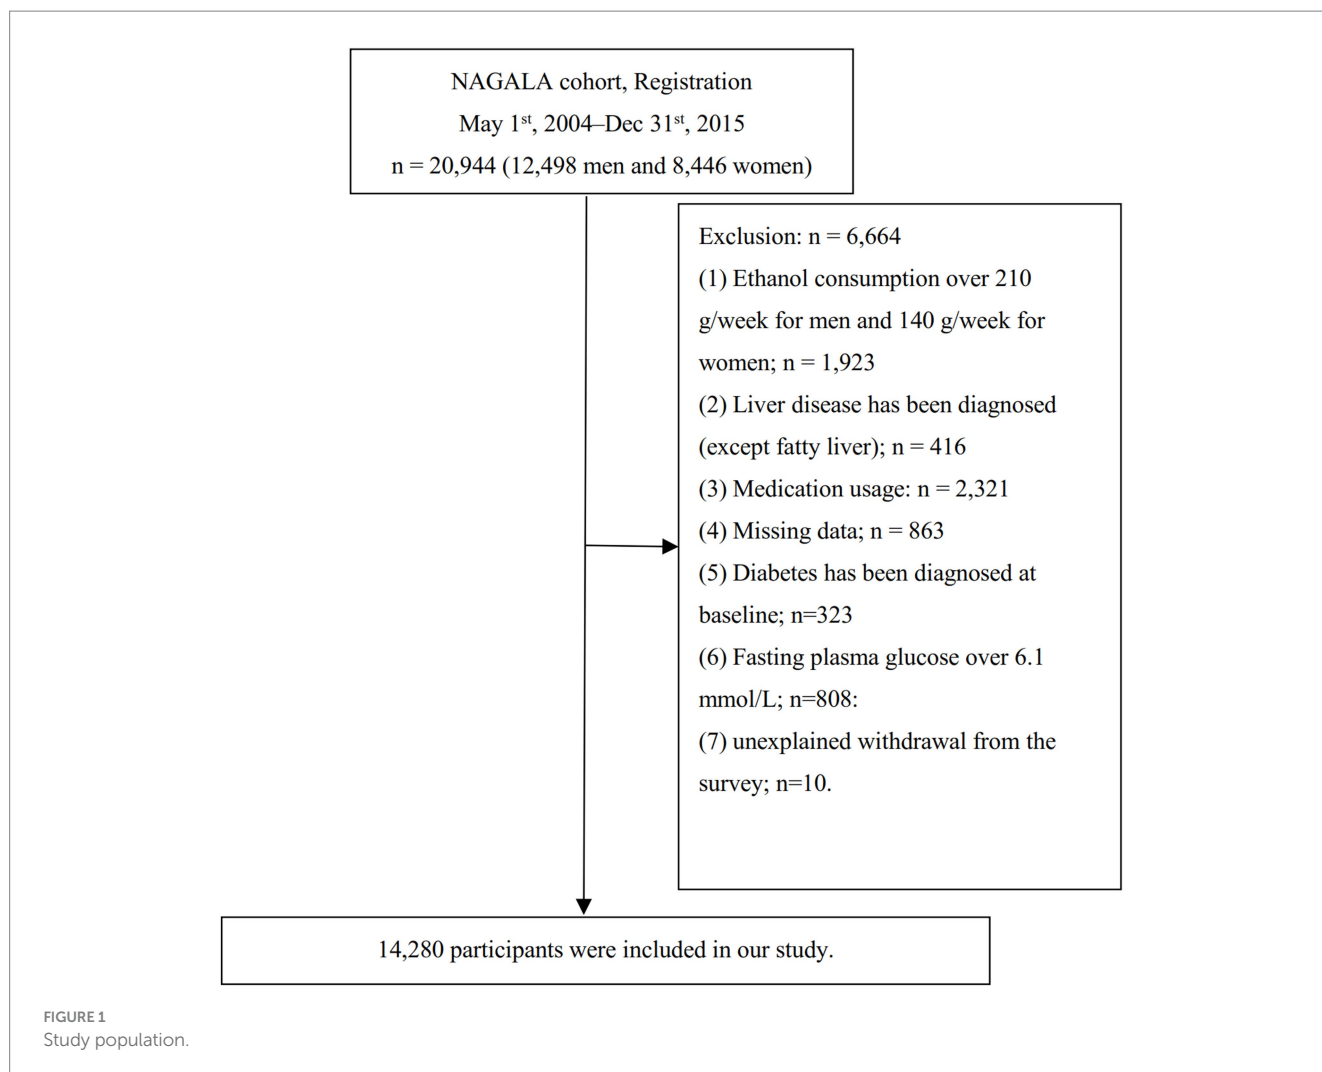 NAGALA cohort, Registration
May 1st, 2004–Dec 31st, 2015
n = 20,944 (12,498 men and 8,446 women)
Exclusion: n = 6,664
(1) Ethanol consumption over 210
g/week for men and 140 g/week for
women; n = 1,923
(2) Liver disease has been diagnosed
(except fatty liver); n = 416
(3) Medication usage: n = 2,321
(4) Missing data; n = 863
(5) Diabetes has been diagnosed at
baseline; n=323
(6) Fasting plasma glucose over 6.1
mmol/L; n=808:
(7) unexplained withdrawal from the
survey; n=10.
14,280 participants were included in our study.
FIGURE 1
Study population.